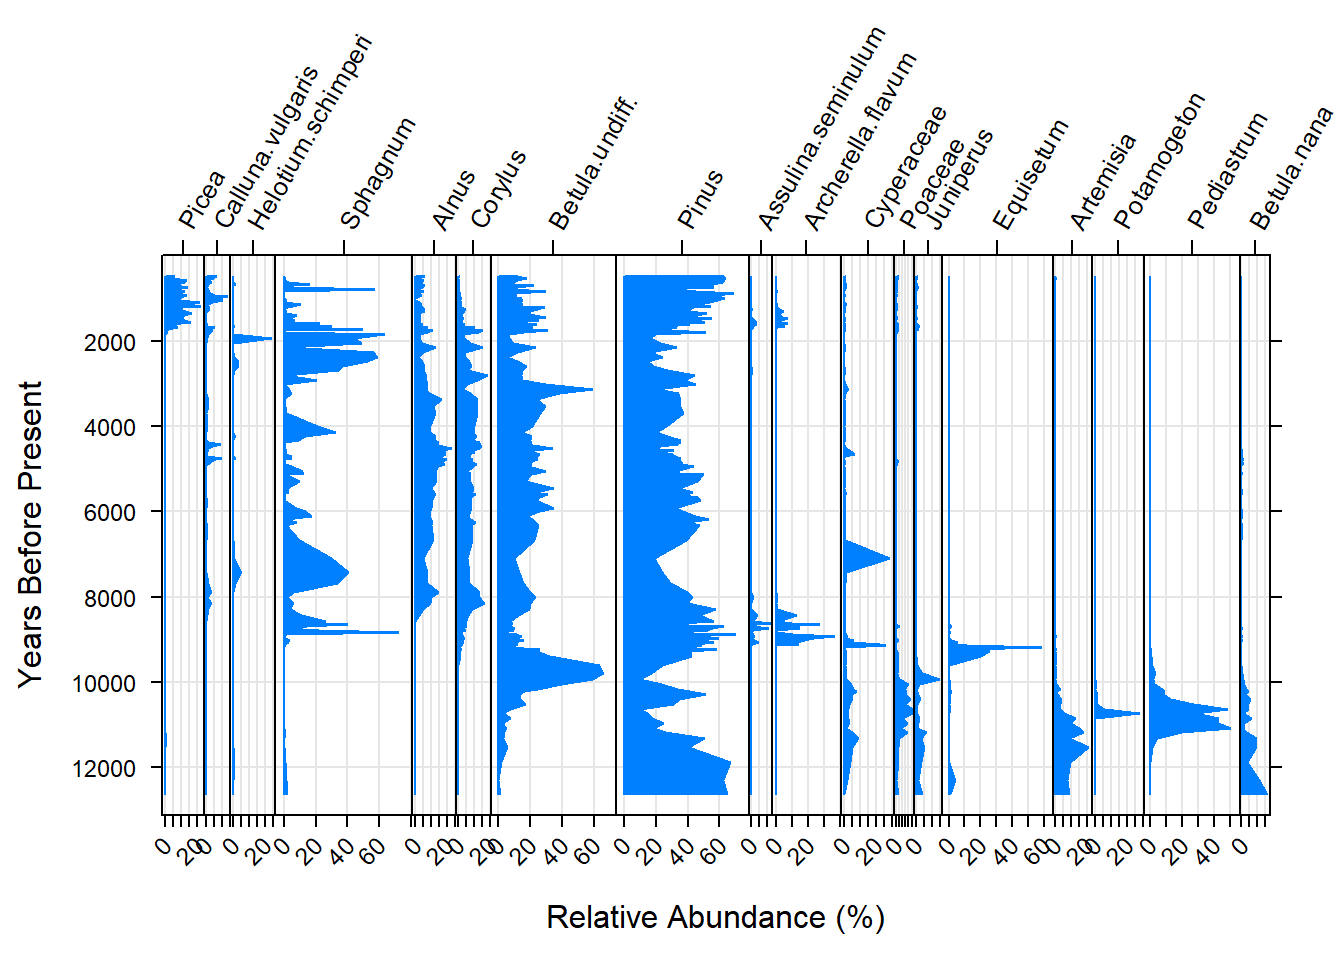 Picea
Calluna.vulgaris
Helotium.schimperi
Sphagnum
Alnus
Corylus
Betula.undiff.
Pinus
Assulina.seminulum
Archerella.flavum
Cyperaceae
Poaceae
Juniperus
Equisetum
Artemisia
Potamogeton
Pediastrum
Betula.nana
Years Before Present
2000
4000
6000
8000
10000
12000
0 20 0 0 20 0 20 40 60 0 20 0 20 0 20 40 60 0 20 40 60 0 0 20 0 20 0 0 0 20 40 60 0 20 0 20 0 20 40 0
Relative Abundance (%)